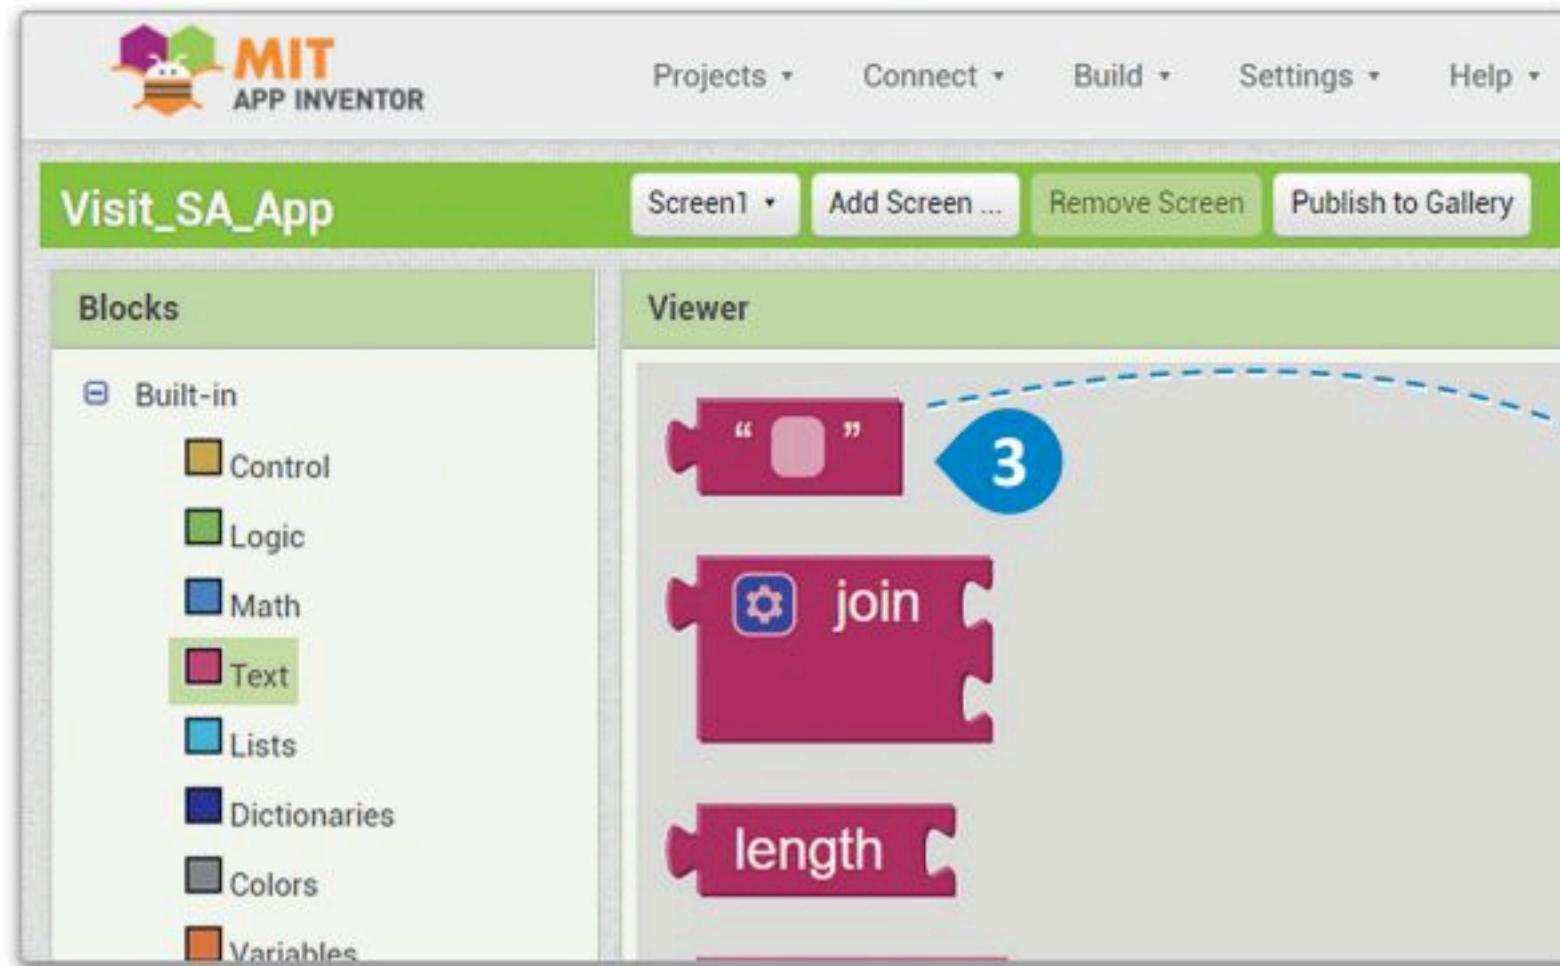 MIT
APP INVENTOR
Projects Connect Build Settings Help
Visit_SA_App
Screen1 Add Screen ... Remove Screen Publish to Gallery
Blocks
Viewer
Built-in
Control
Logic
Math
Text
Lists
Dictionaries
Colors
Variables
“ ”
3
join
length